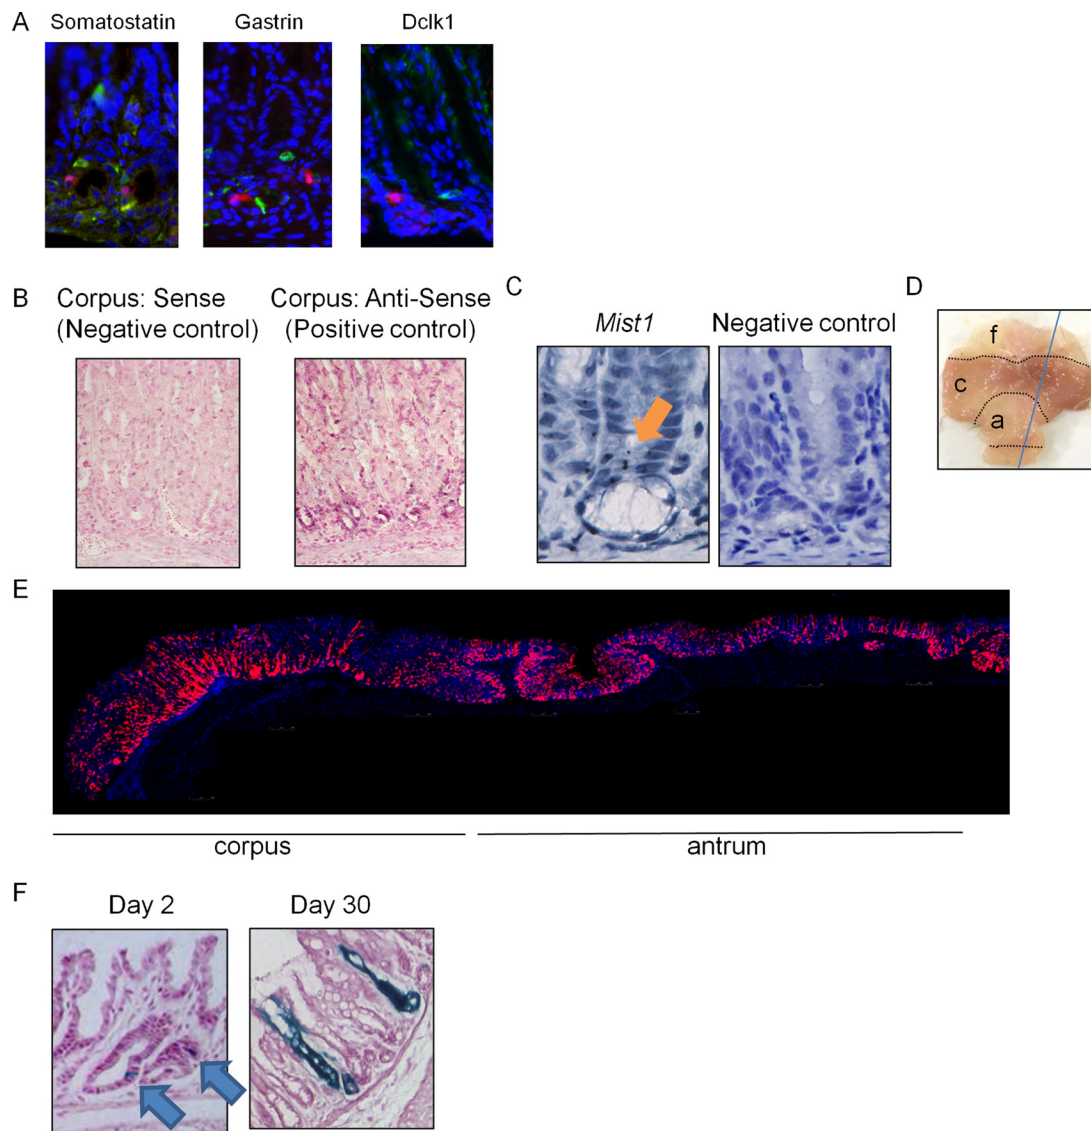 A
Somatostatin
Gastrin
Dclk1
B
Corpus: Sense
(Negative control)
Corpus: Anti-Sense
(Positive control)
C
Mist1
Negative control
D
f
c
a
E
corpus
antrum
F
Day 2
Day 30